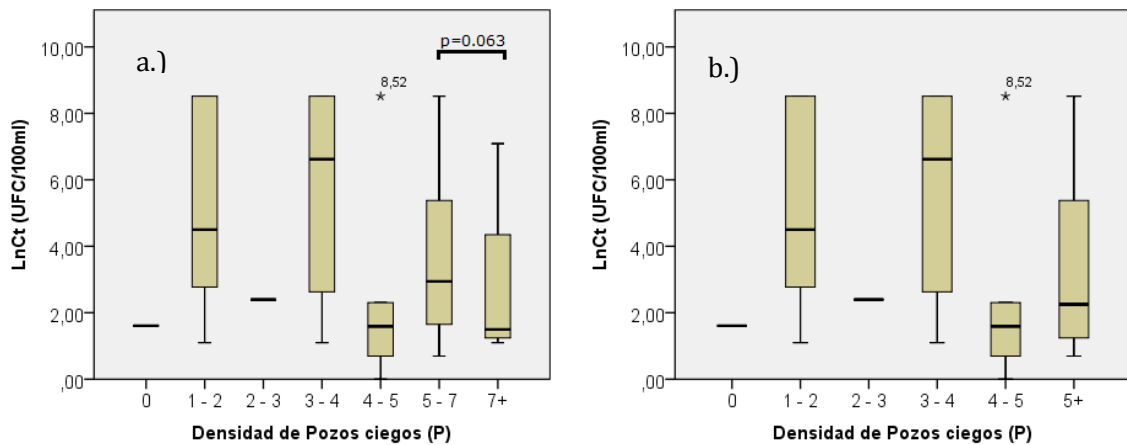 a.)
p=0.063
8,52
10,00
8,00
6,00
4,00
2,00
,00
LnCt (UFC/100ml)
0 1 - 2 2 - 3 3 - 4 4 - 5 5 - 7 7+
Densidad de Pozos ciegos (P)
b.)
8,52
10,00
8,00
6,00
4,00
2,00
,00
LnCt (UFC/100ml)
0 1 - 2 2 - 3 3 - 4 4 - 5 5+
Densidad de Pozos ciegos (P)